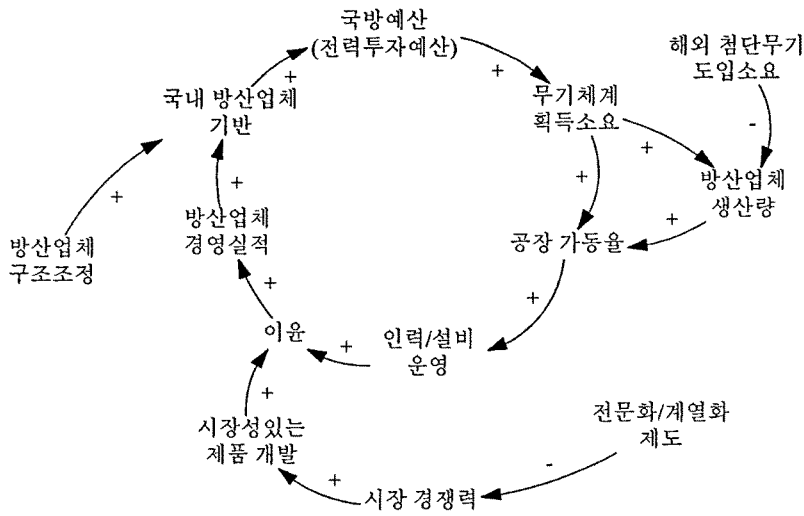 국방예산
(전력투자예산)
+
+
해외 첨단무기
도입소요
-
국내 방산업체
기반
무기체계
획득소요
+
+
방산업체
생산량
+
+
+
방산업체
경영실적
방산업체
구조조정
공장 가동율
+
+
이윤
+
인력/설비
운영
+
시장성있는
제품 개발
전문화/계열화
제도
-
+
시장 경쟁력